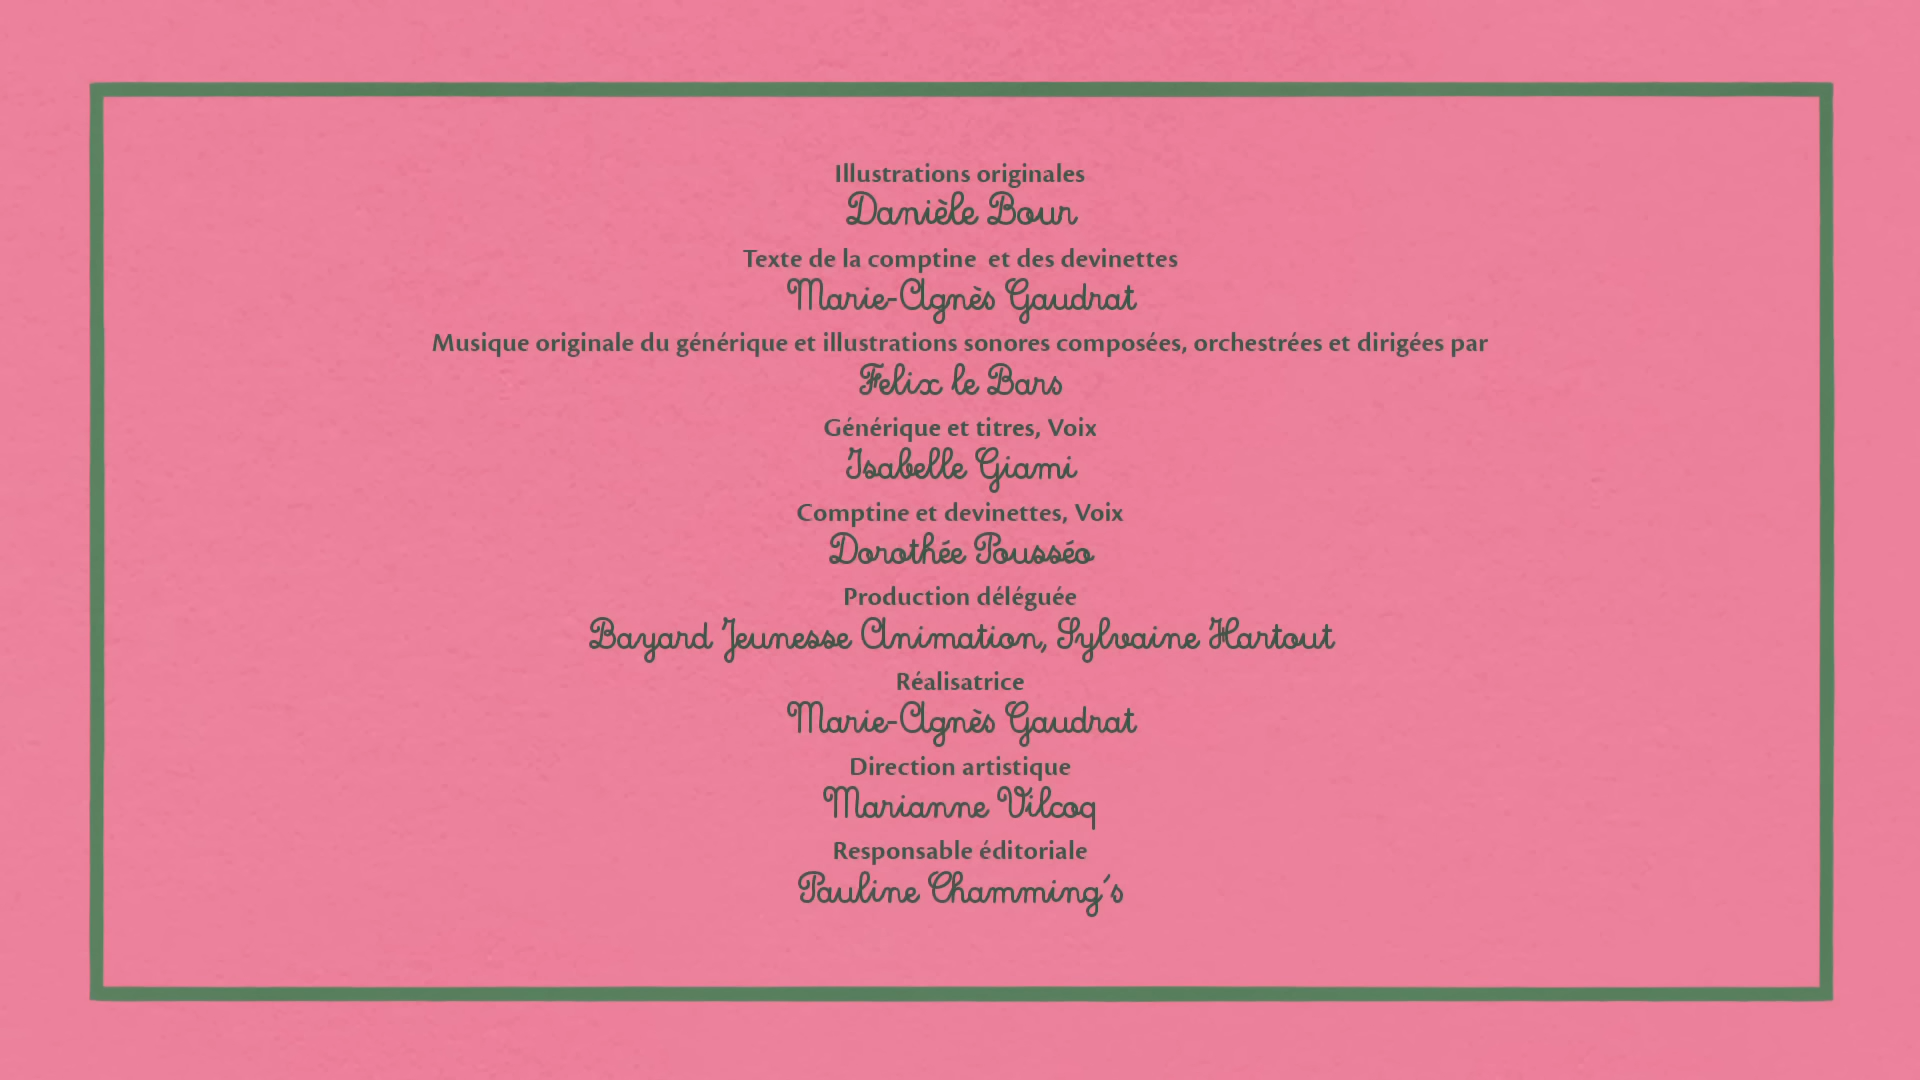 Illustrations originales
Danièle Bour
Texte de la comptine et des devinettes
Marie-Agnès Gaudrat
Musique originale du générique et illustrations sonores composées, orchestrées et dirigées par
Felix le Bars
Générique et titres, Voix
Isabelle Giami
Comptine et devinettes, Voix
Dorothée Pousséo
Production déléguée
Bayard Jeunesse Animation, Sylvaine Hartout
Réalisatrice
Marie-Agnès Gaudrat
Direction artistique
Marianne Vilcoq
Responsable éditoriale
Pauline Chamming's